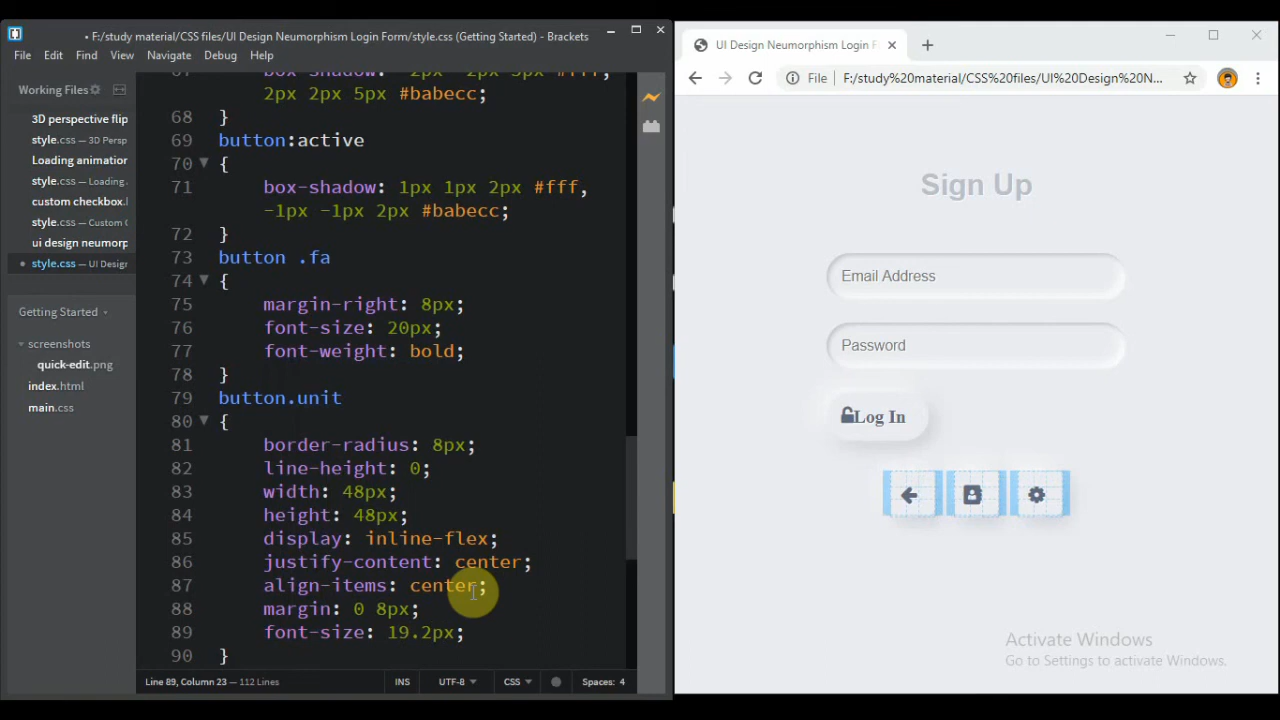 F:/study material/CSS files/UI Design Neumorphism Login Form/style.css (Getting Started) - Brackets
File Edit Find View Navigate Debug Help
Working Files
3D perspective flip
style.css — 3D Persp
Loading animation
style.css — Loading
custom checkbox.
style.css — Custom
ui design neumorp
style.css — UI Desig
Getting Started
screenshots
quick-edit.png
index.html
main.css
67 box-shadow: -2px -2px 5px #fff,
2px 2px 5px #babecc;
68 }
69 button:active
70 {
71 box-shadow: 1px 1px 2px #fff,
-1px -1px 2px #babecc;
72 }
73 button .fa
74 {
75 margin-right: 8px;
76 font-size: 20px;
77 font-weight: bold;
78 }
79 button.unit
80 {
81 border-radius: 8px;
82 line-height: 0;
83 width: 48px;
84 height: 48px;
85 display: inline-flex;
86 justify-content: center;
87 align-items: center;
88 margin: 0 8px;
89 font-size: 19.2px;
90 }
Line 89, Column 23 — 112 Lines INS UTF-8 CSS Spaces: 4
UI Design Neumorphism Login F
File F:/study%20material/CSS%20files/UI%20Design%20N...
Sign Up
Email Address
Password
Log In
Activate Windows
Go to Settings to activate Windows.